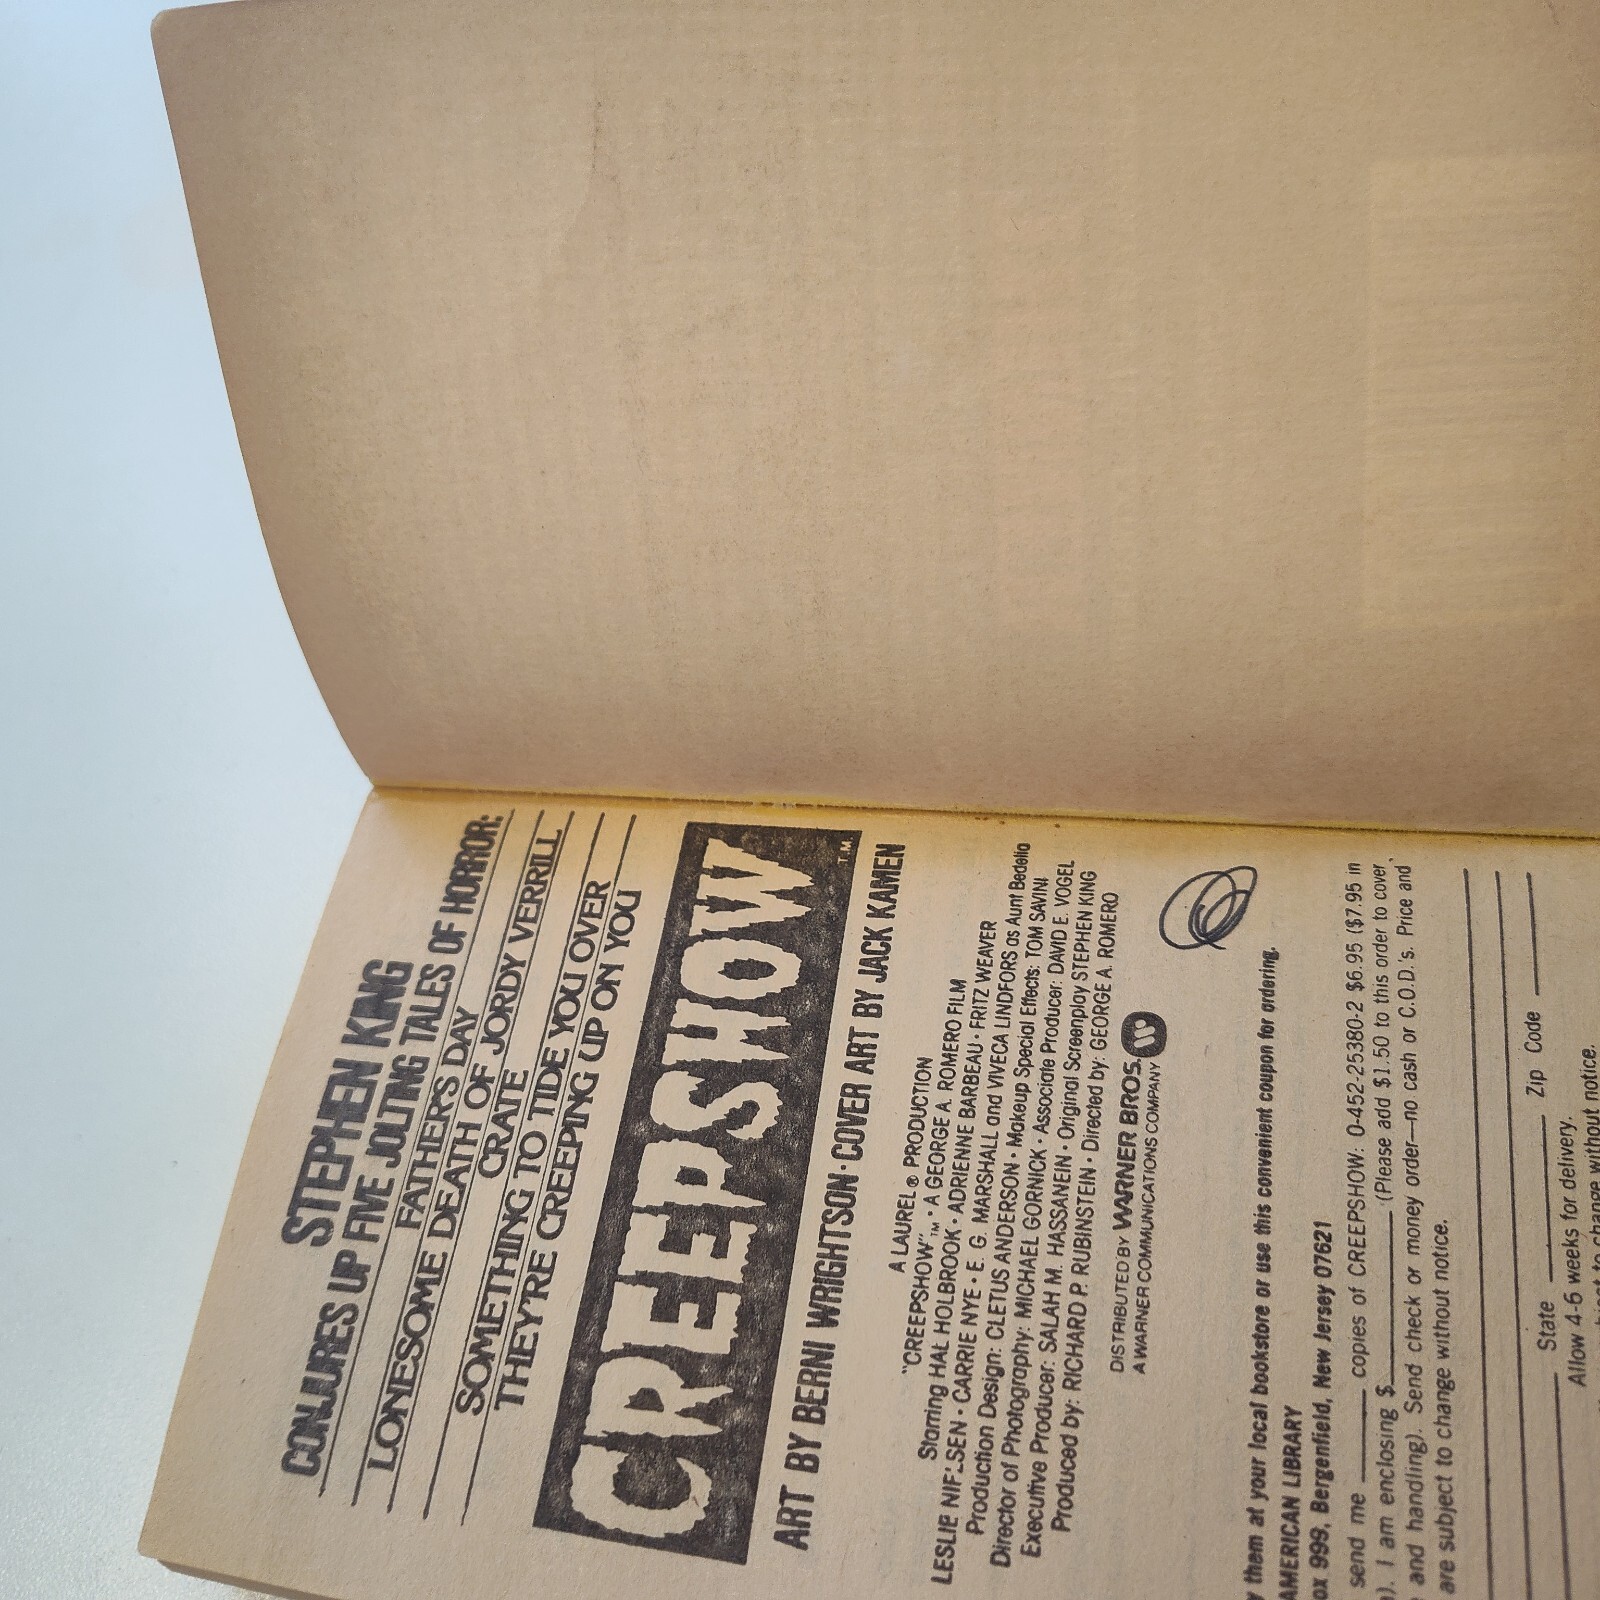 STEPHEN KING
CONJURES UP FIVE JOLTING TALES OF HORROR:
FATHER'S DAY
LONESOME DEATH OF JORDY VERRILL
CRATE
SOMETHING TO TIDE YOU OVER
THEY'RE CREEPING UP ON YOU
CREEPSHOW T.M.
ART BY BERNI WRIGHTSON · COVER ART BY JACK KAMEN
A LAUREL® PRODUCTION
"CREEPSHOW"™ · A GEORGE A. ROMERO FILM
Starring HAL HOLBROOK · ADRIENNE BARBEAU · FRITZ WEAVER
LESLIE NIELSEN · CARRIE NYE · E. G. MARSHALL and VIVECA LINDFORS as Aunt Bedelia
Production Design: CLETUS ANDERSON · Makeup Special Effects: TOM SAVINI
Director of Photography: MICHAEL GORNICK · Associate Producer: DAVID E. VOGEL
Executive Producer: SALAH M. HASSANEIN · Original Screenplay STEPHEN KING
Produced by: RICHARD P. RUBINSTEIN · Directed by: GEORGE A. ROMERO
DISTRIBUTED BY WARNER BROS.
A WARNER COMMUNICATIONS COMPANY
them at your local bookstore or use this convenient coupon for ordering.
AMERICAN LIBRARY
ox 999, Bergenfield, New Jersey 07621
send me ______ copies of CREEPSHOW: 0-4452-25380-2 $6.95 ($7.95 in
). I am enclosing $______ (Please add $1.50 to this order to cover
and handling). Send check or money order—no cash or C.O.D.'s. Price and
are subject to change without notice.
State ______ Zip Code ______
Allow 4-6 weeks for delivery.
to change without notice.